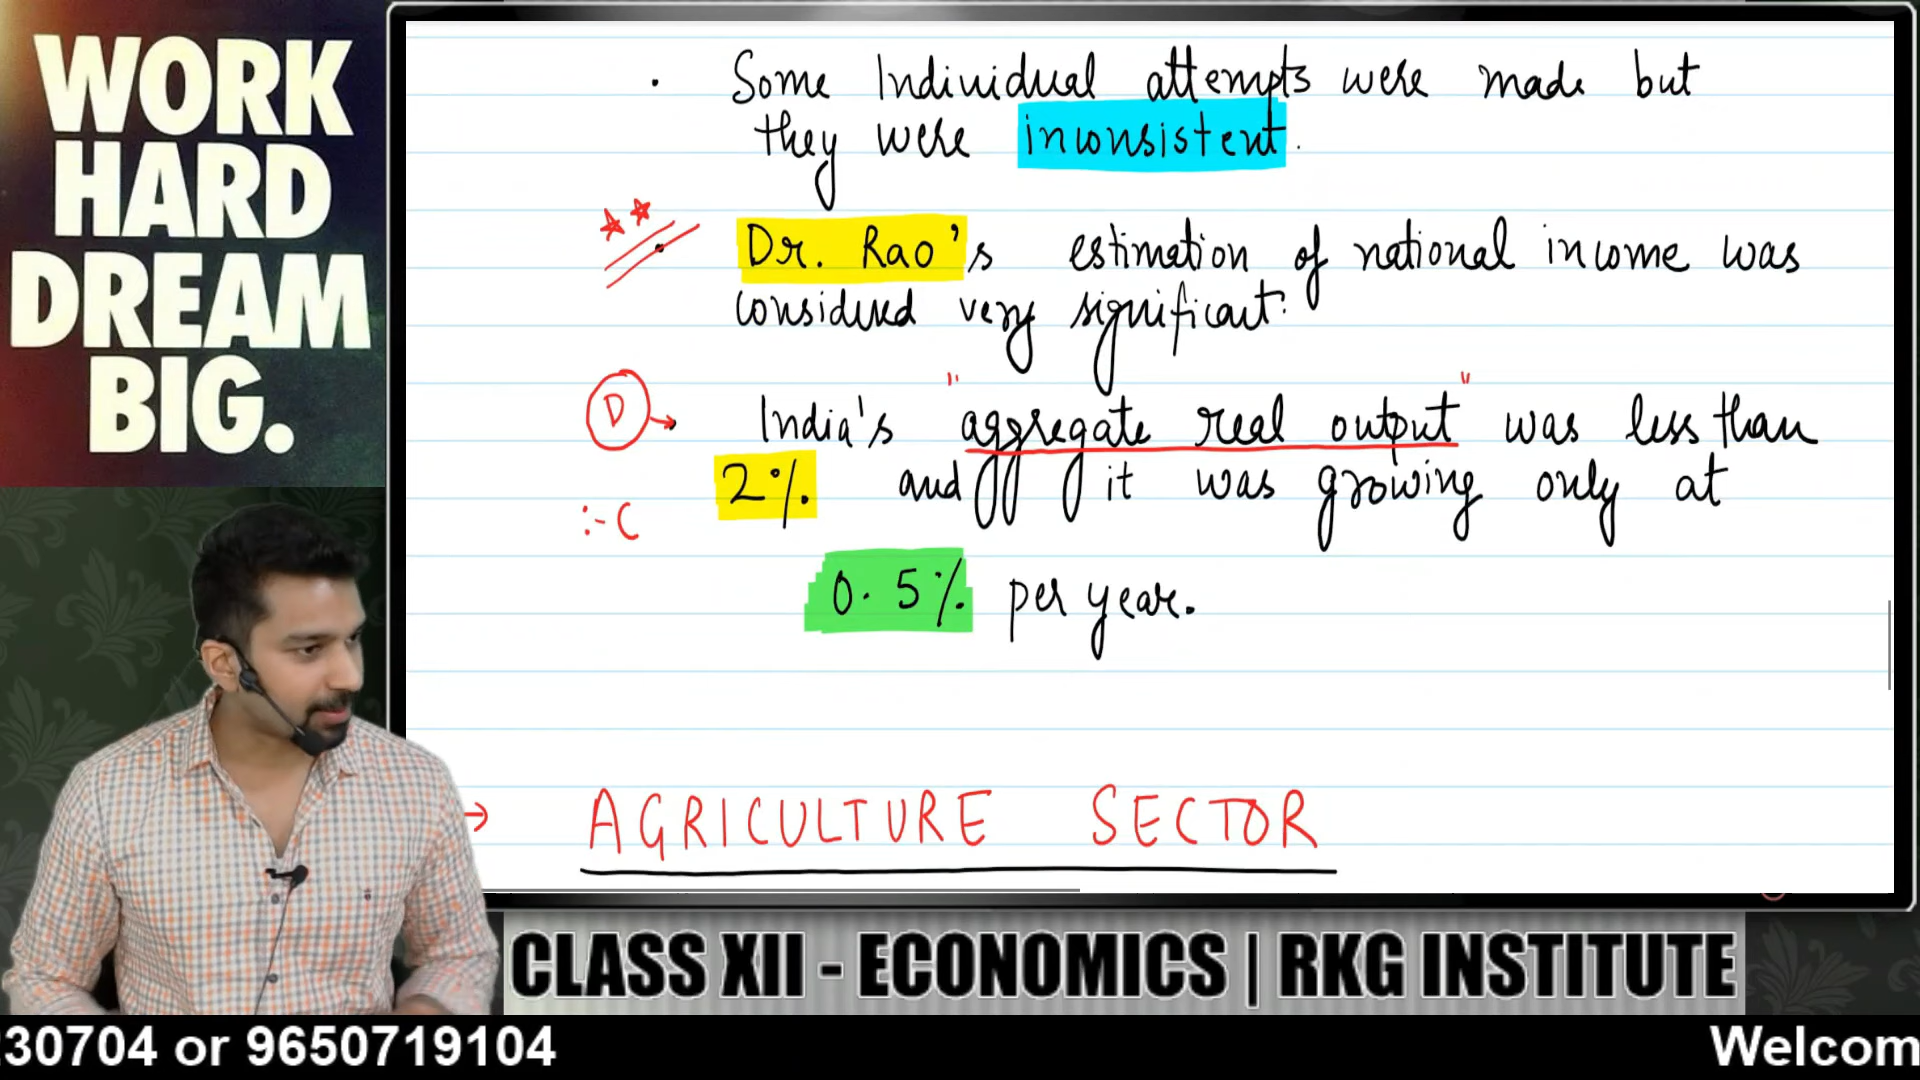 WORK
HARD
DREAM
BIG.
· Some Individual attempts were made but
they were inconsistent.
Dr. Rao's estimation of national income was
considered very significant.
D → India's "aggregate real output" was less than
2% and it was growing only at
:- C
0.5% per year.
→ AGRICULTURE SECTOR
CLASS XII - ECONOMICS | RKG INSTITUTE
30704 or 9650719104
Welcom